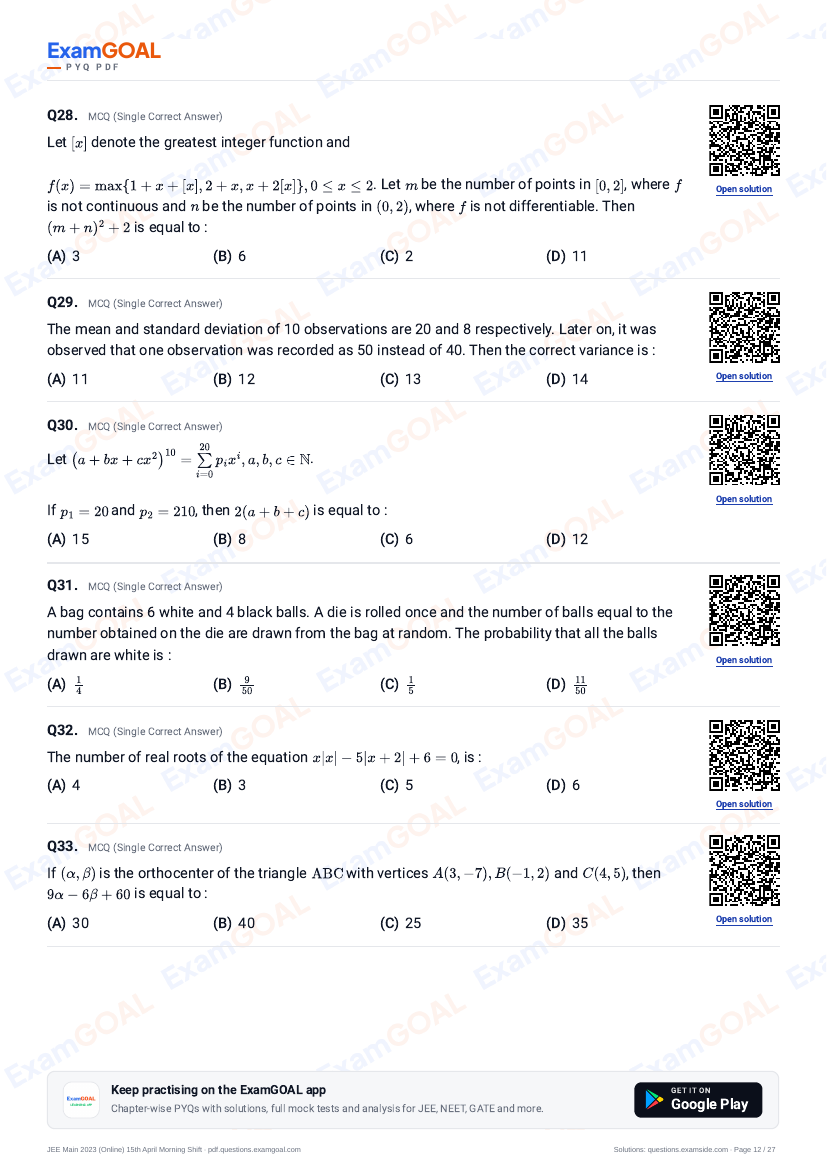 ExamGOAL
PYQ PDF
Q28. MCQ (Single Correct Answer)
Let [x] denote the greatest integer function and
f(x) = max{1 + x + [x], 2 + x, x + 2[x]}, 0 ≤ x ≤ 2. Let m be the number of points in [0, 2], where f
is not continuous and n be the number of points in (0, 2), where f is not differentiable. Then
(m + n)² + 2 is equal to :
(A) 3 (B) 6 (C) 2 (D) 11
Open solution
Q29. MCQ (Single Correct Answer)
The mean and standard deviation of 10 observations are 20 and 8 respectively. Later on, it was
observed that one observation was recorded as 50 instead of 40. Then the correct variance is :
(A) 11 (B) 12 (C) 13 (D) 14
Open solution
Q30. MCQ (Single Correct Answer)
Let (a + bx + cx²)¹⁰ = ∑_{i=0}^{20} pᵢxⁱ, a, b, c ∈ ℕ.
If p₁ = 20 and p₂ = 210, then 2(a + b + c) is equal to :
(A) 15 (B) 8 (C) 6 (D) 12
Open solution
Q31. MCQ (Single Correct Answer)
A bag contains 6 white and 4 black balls. A die is rolled once and the number of balls equal to the
number obtained on the die are drawn from the bag at random. The probability that all the balls
drawn are white is :
(A) 1/4 (B) 9/50 (C) 1/5 (D) 11/50
Open solution
Q32. MCQ (Single Correct Answer)
The number of real roots of the equation x|x| − 5|x + 2| + 6 = 0, is :
(A) 4 (B) 3 (C) 5 (D) 6
Open solution
Q33. MCQ (Single Correct Answer)
If (α, β) is the orthocenter of the triangle ABC with vertices A(3, −7), B(−1, 2) and C(4, 5), then
9α − 6β + 60 is equal to :
(A) 30 (B) 40 (C) 25 (D) 35
Open solution
Keep practising on the ExamGOAL app
Chapter-wise PYQs with solutions, full mock tests and analysis for JEE, NEET, GATE and more.
GET IT ON
Google Play
JEE Main 2023 (Online) 15th April Morning Shift · pdf.questions.examgoal.com
Solutions: questions.examside.com · Page 12 / 27